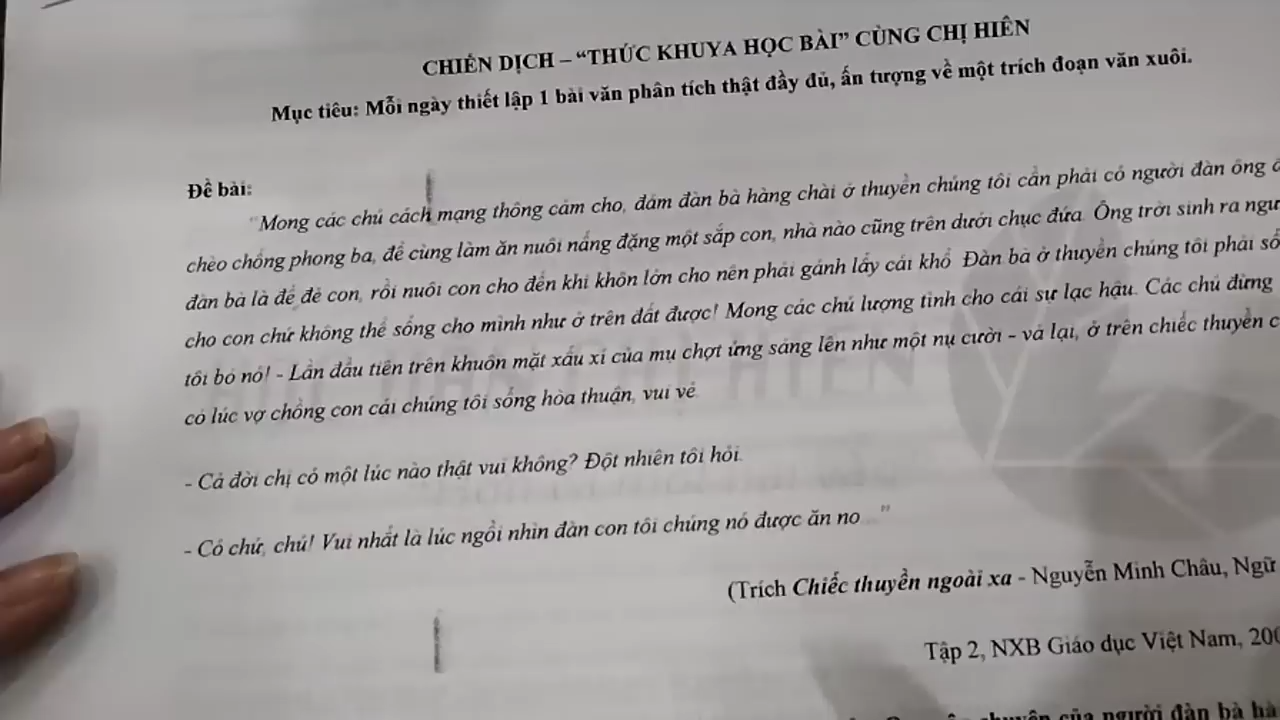 CHIẾN DỊCH – “THỨC KHUYA HỌC BÀI” CÙNG CHỊ HIÊN
Mục tiêu: Mỗi ngày thiết lập 1 bài văn phân tích thật đầy đủ, ấn tượng về một trích đoạn văn xuôi.
Đề bài:
"Mong các chú cách mạng thông cảm cho, đám đàn bà hàng chài ở thuyền chúng tôi cần phải có người đàn ông
chèo chống phong ba, để cùng làm ăn nuôi nấng đặng một sắp con, nhà nào cũng trên dưới chục đứa. Ông trời sinh ra
đàn bà là để đẻ con, rồi nuôi con cho đến khi khôn lớn cho nên phải gánh lấy cái khổ. Đàn bà ở thuyền chúng tôi phải
cho con chứ không thể sống cho mình như ở trên đất được! Mong các chú lượng tình cho cái sự lạc hậu. Các chú đừng
tôi bỏ nó! - Lần đầu tiên trên khuôn mặt xấu xí của mụ chợt ửng sáng lên như một nụ cười - vả lại, ở trên chiếc thuyền
có lúc vợ chồng con cái chúng tôi sống hòa thuận, vui vẻ.
- Cả đời chị có một lúc nào thật vui không? Đột nhiên tôi hỏi.
- Có chứ, chú! Vui nhất là lúc ngồi nhìn đàn con tôi chúng nó được ăn no..."
(Trích Chiếc thuyền ngoài xa - Nguyễn Minh Châu, Ngữ
Tập 2, NXB Giáo dục Việt Nam,
chuyện của người đàn bà